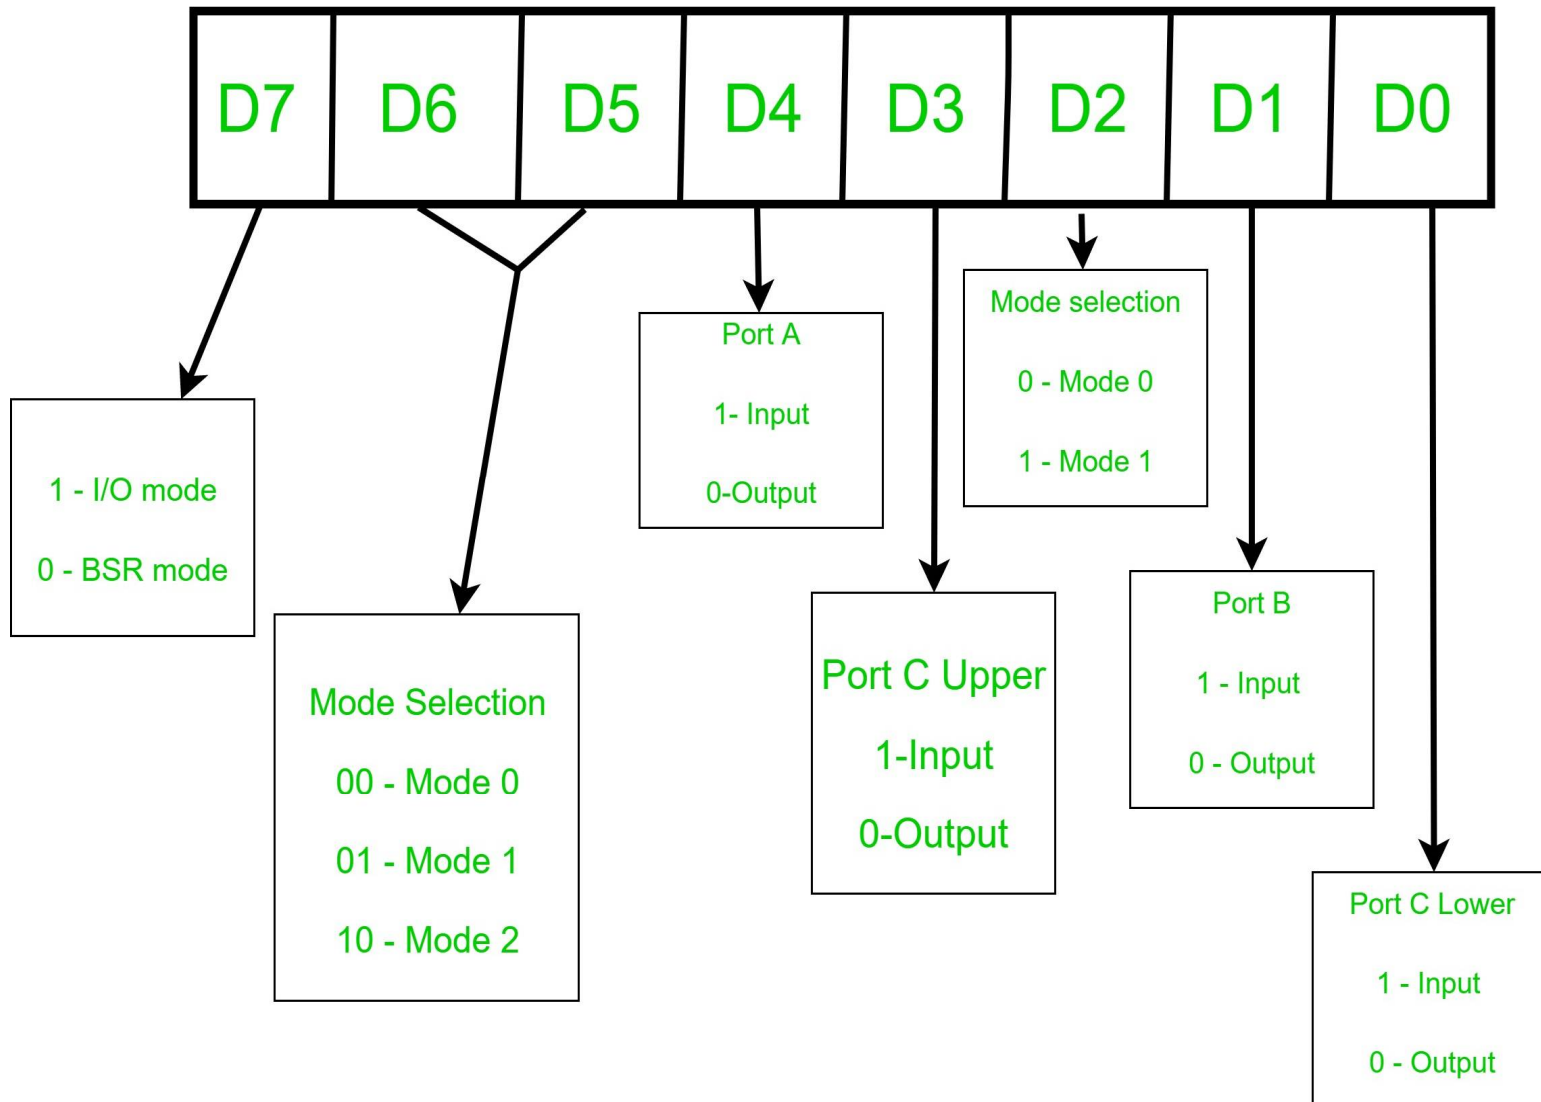 D7 D6 D5 D4 D3 D2 D1 D0
1 - I/O mode
0 - BSR mode
Mode Selection
00 - Mode 0
01 - Mode 1
10 - Mode 2
Port A
1- Input
0-Output
Port C Upper
1-Input
0-Output
Mode selection
0 - Mode 0
1 - Mode 1
Port B
1 - Input
0 - Output
Port C Lower
1 - Input
0 - Output